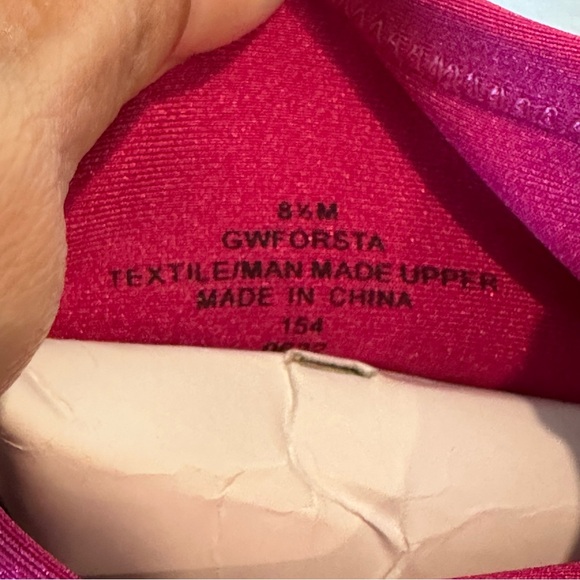 8½M
GWFORSTA
TEXTILE/MAN MADE UPPER
MADE IN CHINA
154